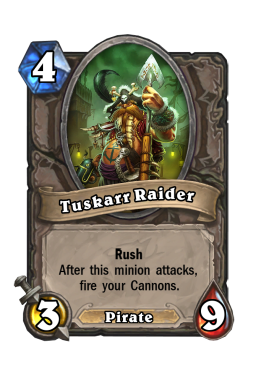 4
Tuskarr Raider
Rush
After this minion attacks,
fire your Cannons.
3
Pirate
9